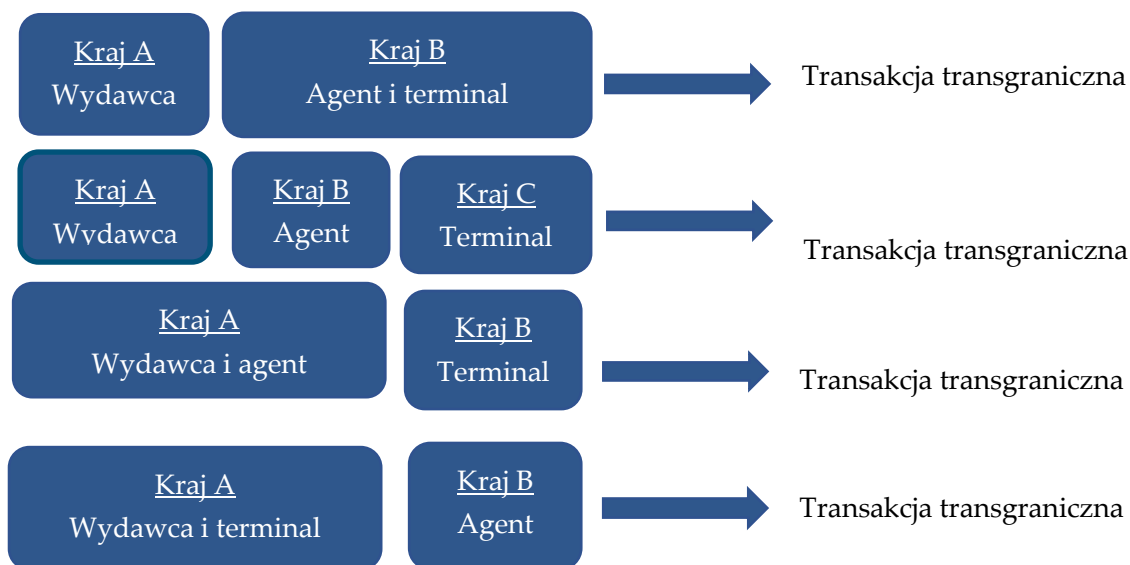 Kraj A
Wydawca
Kraj B
Agent i terminal
Transakcja transgraniczna
Kraj A
Wydawca
Kraj B
Agent
Kraj C
Terminal
Transakcja transgraniczna
Kraj A
Wydawca i agent
Kraj B
Terminal
Transakcja transgraniczna
Kraj A
Wydawca i terminal
Kraj B
Agent
Transakcja transgraniczna